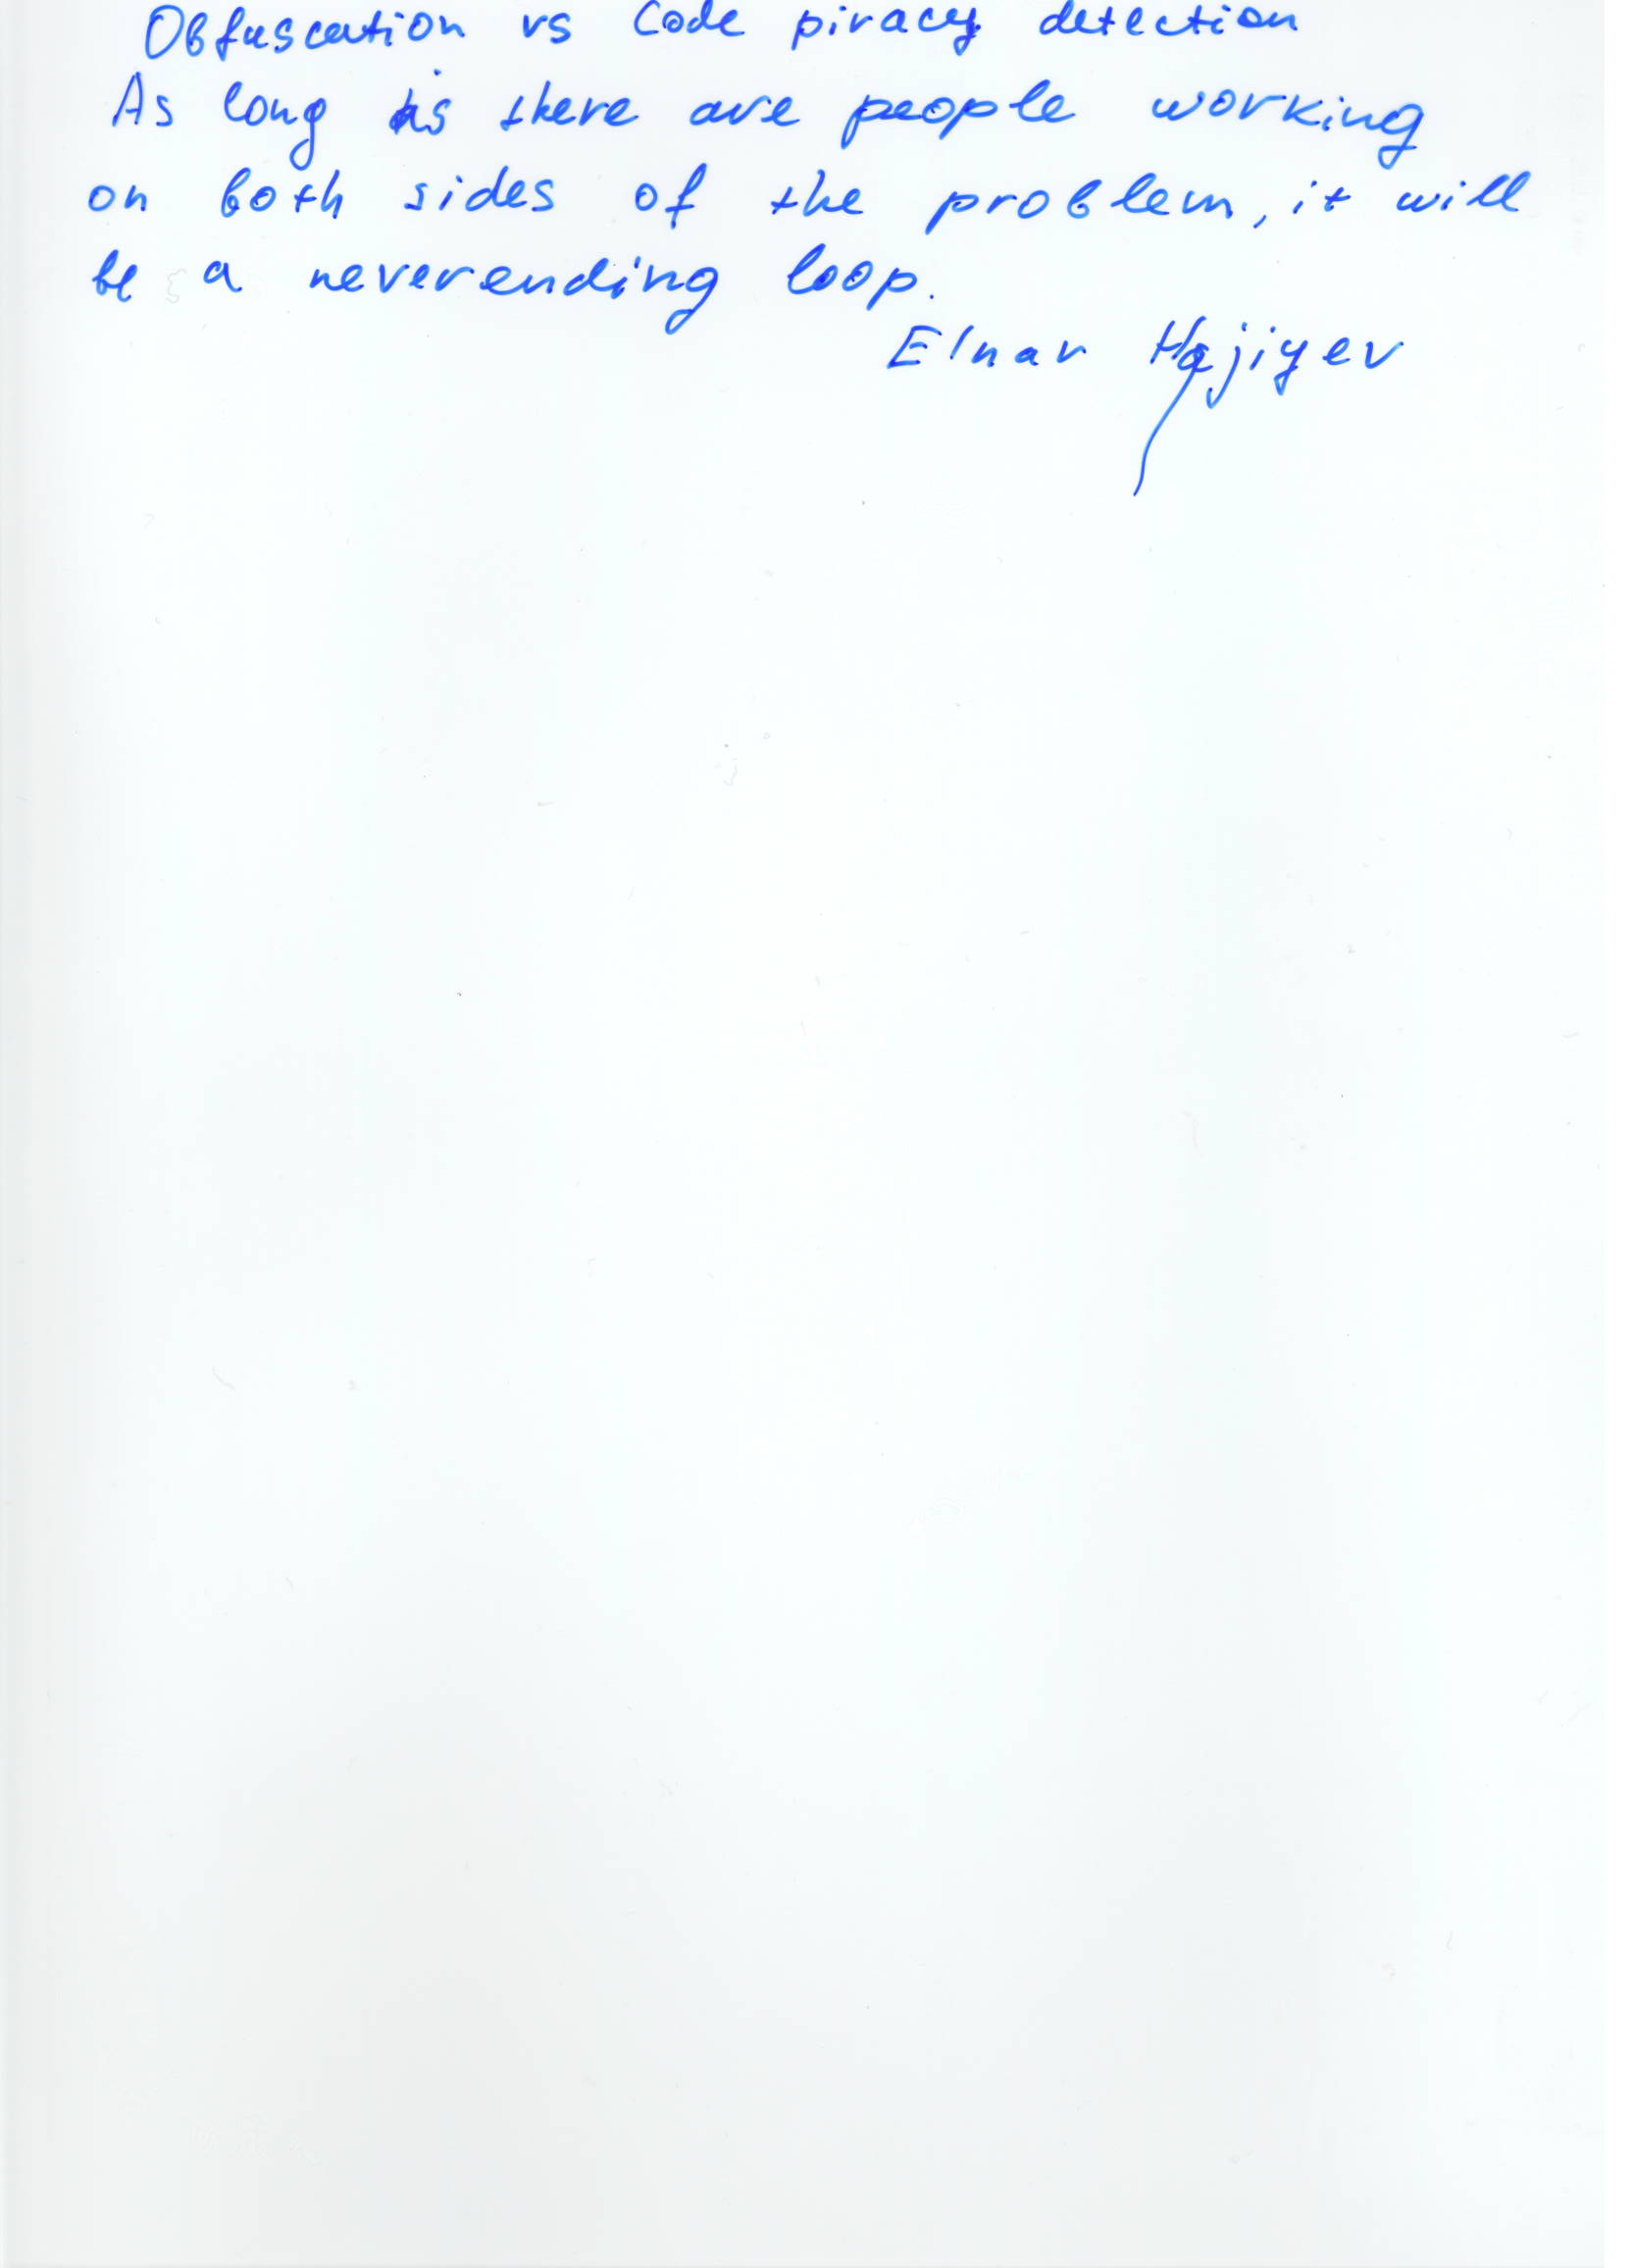 Obfuscation vs Code piracy detection
As long as there are people working
on both sides of the problem, it will
be a neverending loop.
Elnar Hajiyev